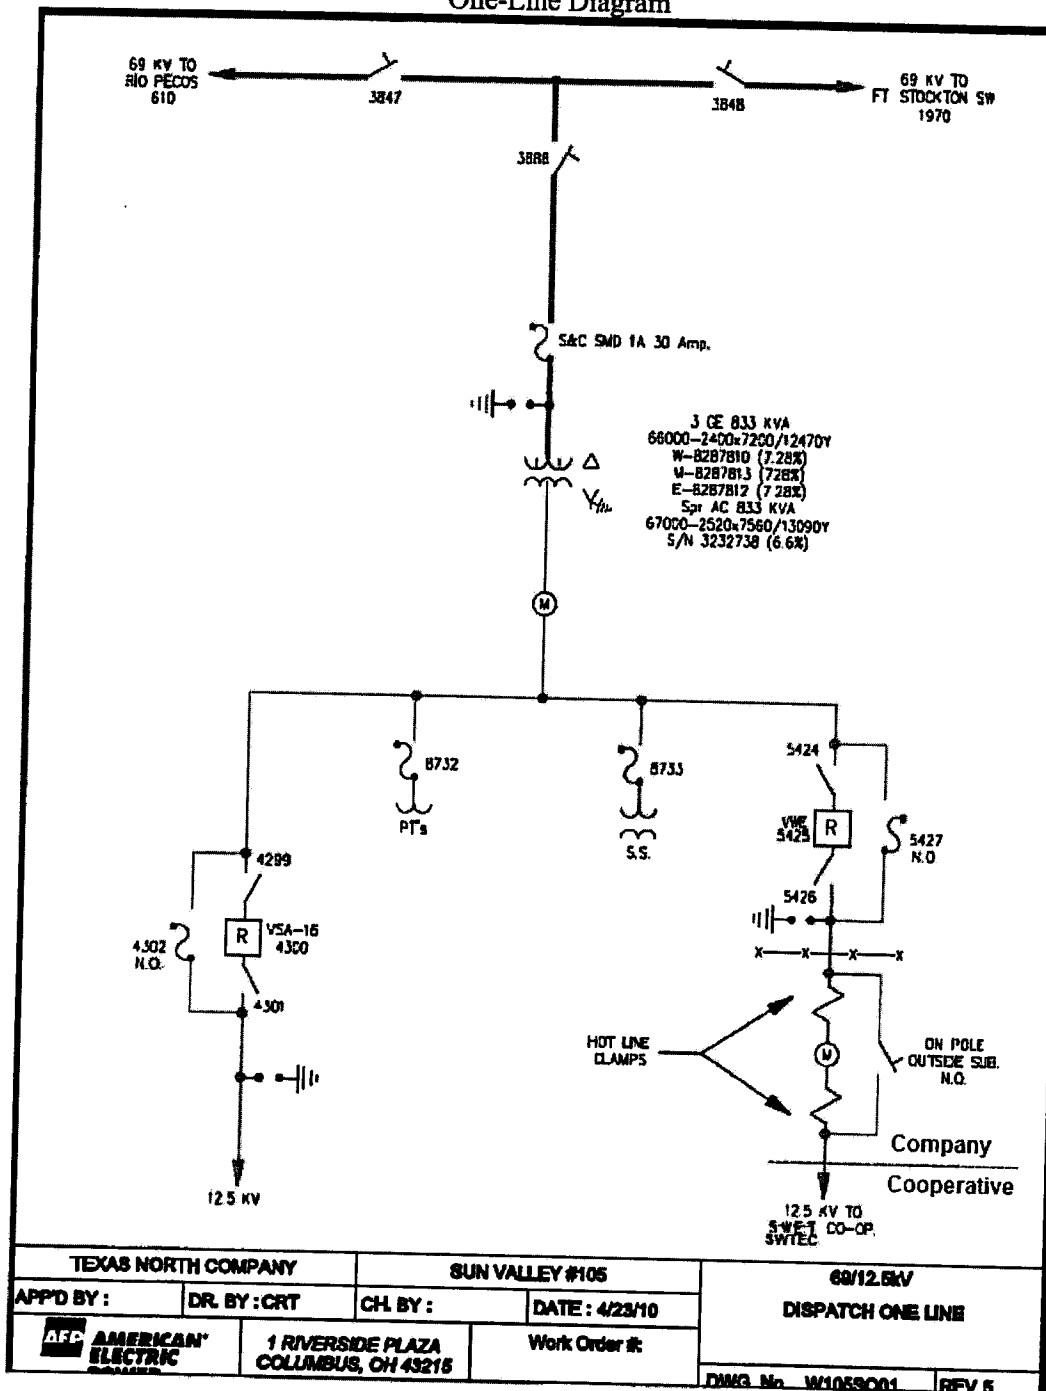 One-Line Diagram
69 KV TO
RIO PECOS
610
3847
3848
69 KV TO
FT STOCKTON SW
1970
3888
S&C SMD 1A 30 Amp.
3 GE 833 KVA
66000-2400x7200/12470Y
W-8287810 (7.28%)
M-8287813 (728%)
E-8287812 (7 28%)
Spr AC 833 KVA
67000-2520x7560/13090Y
S/N 3232738 (6.6%)
M
8732
PTs
8733
S.S.
5424
VWE
5425
R
5427
N.O
5426
4299
4302
N.O.
R
VSA-16
4300
4301
X X X X
HOT LINE
CLAMPS
M
ON POLE
OUTSIDE SUB.
N.O.
Company
Cooperative
12.5 KV
12.5 KV TO
S.W.E.T. CO-OP.
SWTEC
TEXAS NORTH COMPANY
SUN VALLEY #105
69/12.5kV
DISPATCH ONE LINE
APP'D BY :
DR. BY : CRT
CH. BY :
DATE : 4/23/10
AEP AMERICAN
ELECTRIC
POWER
1 RIVERSIDE PLAZA
COLUMBUS, OH 43215
Work Order #:
DWG. No. W105SO01
REV 5